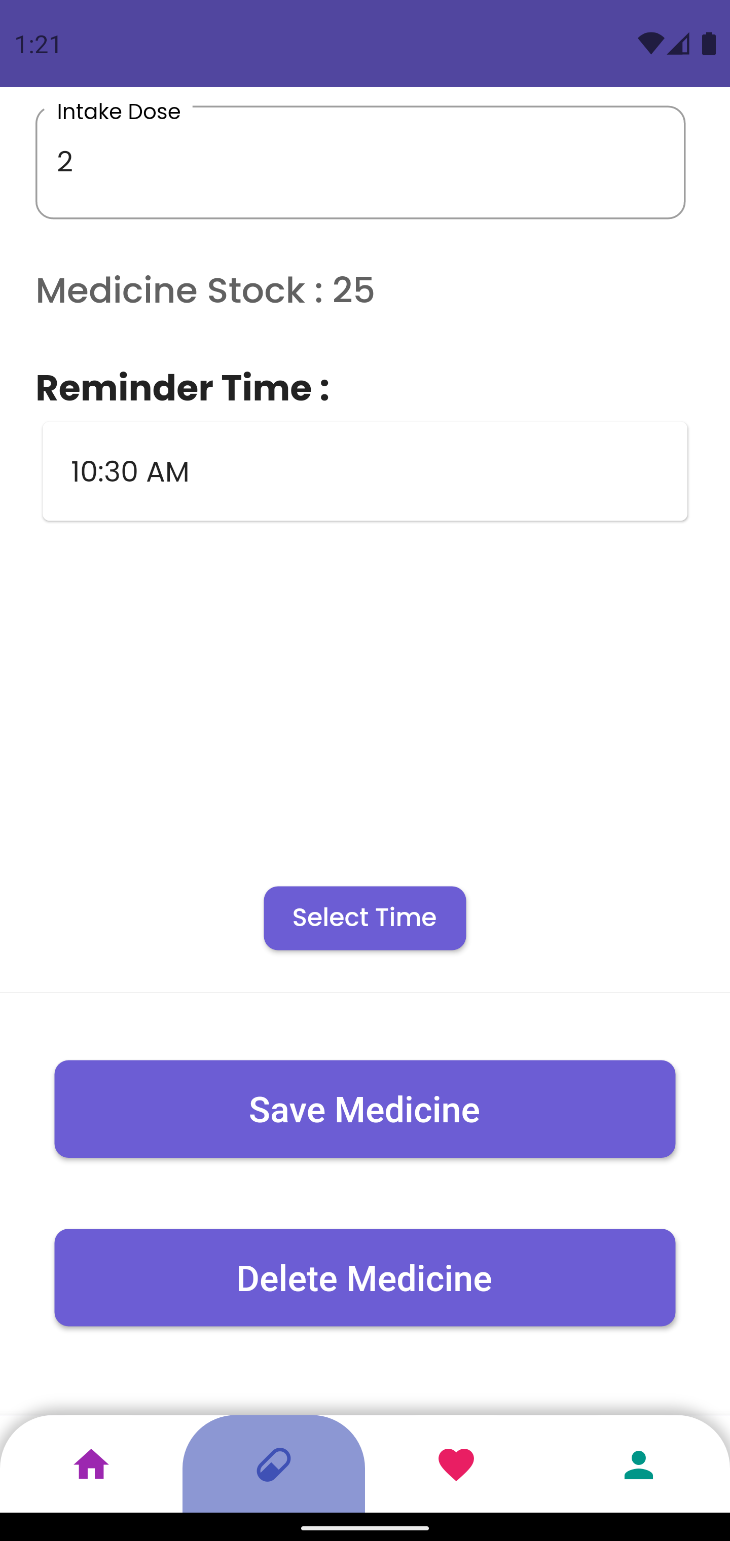 1:21
Intake Dose
2
Medicine Stock : 25
Reminder Time :
10:30 AM
Select Time
Save Medicine
Delete Medicine